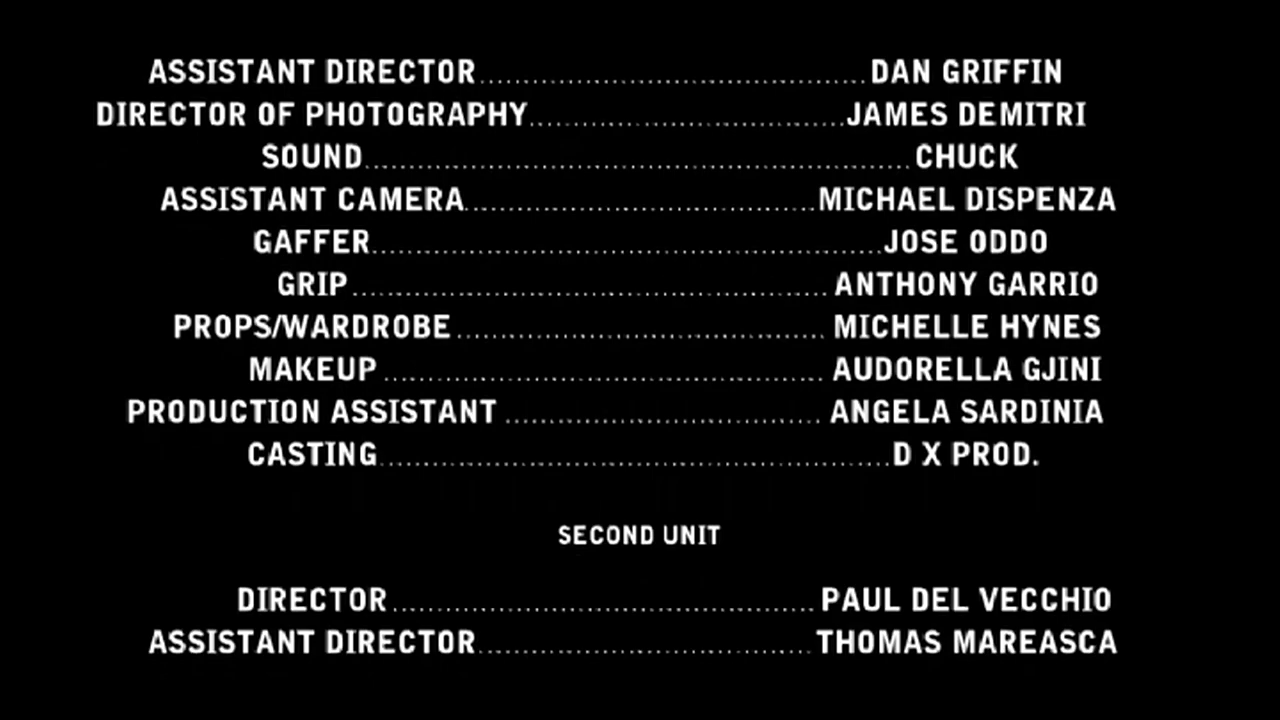 ASSISTANT DIRECTOR................................................DAN GRIFFIN
DIRECTOR OF PHOTOGRAPHY.......................................JAMES DEMITRI
SOUND....................................................................CHUCK
ASSISTANT CAMERA...........................................MICHAEL DISPENZA
GAFFER...............................................................JOSE ODDO
GRIP........................................................... ANTHONY GARRIO
PROPS/WARDROBE.............................................. MICHELLE HYNES
MAKEUP ...................................................... AUDORELLA GJINI
PRODUCTION ASSISTANT ....................................... ANGELA SARDINIA
CASTING...............................................................D X PROD.
SECOND UNIT
DIRECTOR .................................................... PAUL DEL VECCHIO
ASSISTANT DIRECTOR......................................... THOMAS MAREASCA